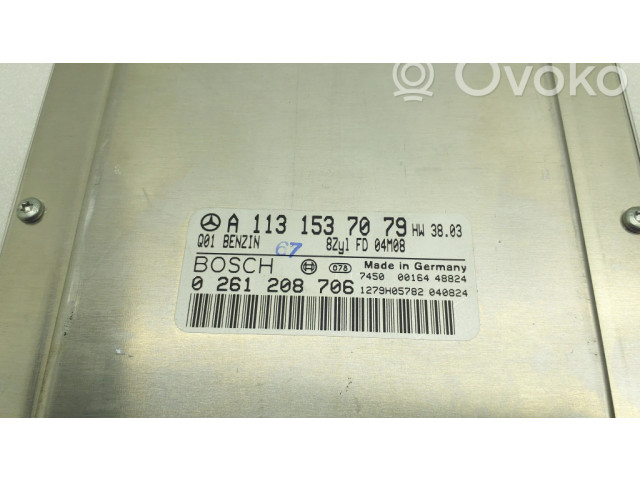 Ovoko
A 113 153 70 79 HW 38.03
Q01 BENZIN 67 8Zyl FD 04M08
BOSCH 078 Made in Germany
7450 00164 48824
0 261 208 706 1279H05782 040824